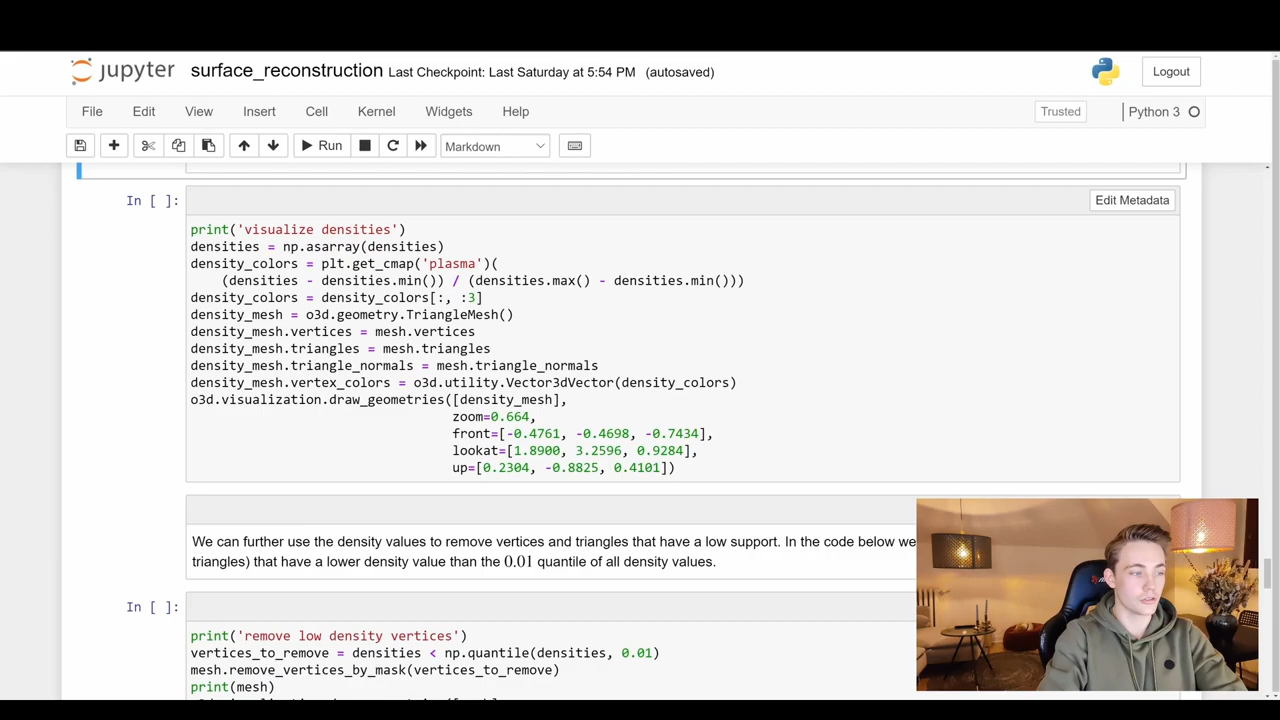 jupyter surface_reconstruction Last Checkpoint: Last Saturday at 5:54 PM (autosaved) Logout
File Edit View Insert Cell Kernel Widgets Help Trusted Python 3
Run Markdown
In [ ]: Edit Metadata
print('visualize densities')
densities = np.asarray(densities)
density_colors = plt.get_cmap('plasma')(
    (densities - densities.min()) / (densities.max() - densities.min()))
density_colors = density_colors[:, :3]
density_mesh = o3d.geometry.TriangleMesh()
density_mesh.vertices = mesh.vertices
density_mesh.triangles = mesh.triangles
density_mesh.triangle_normals = mesh.triangle_normals
density_mesh.vertex_colors = o3d.utility.Vector3dVector(density_colors)
o3d.visualization.draw_geometries([density_mesh],
                                  zoom=0.664,
                                  front=[-0.4761, -0.4698, -0.7434],
                                  lookat=[1.8900, 3.2596, 0.9284],
                                  up=[0.2304, -0.8825, 0.4101])
We can further use the density values to remove vertices and triangles that have a low support. In the code below we
triangles) that have a lower density value than the 0.01 quantile of all density values.
In [ ]:
print('remove low density vertices')
vertices_to_remove = densities < np.quantile(densities, 0.01)
mesh.remove_vertices_by_mask(vertices_to_remove)
print(mesh)